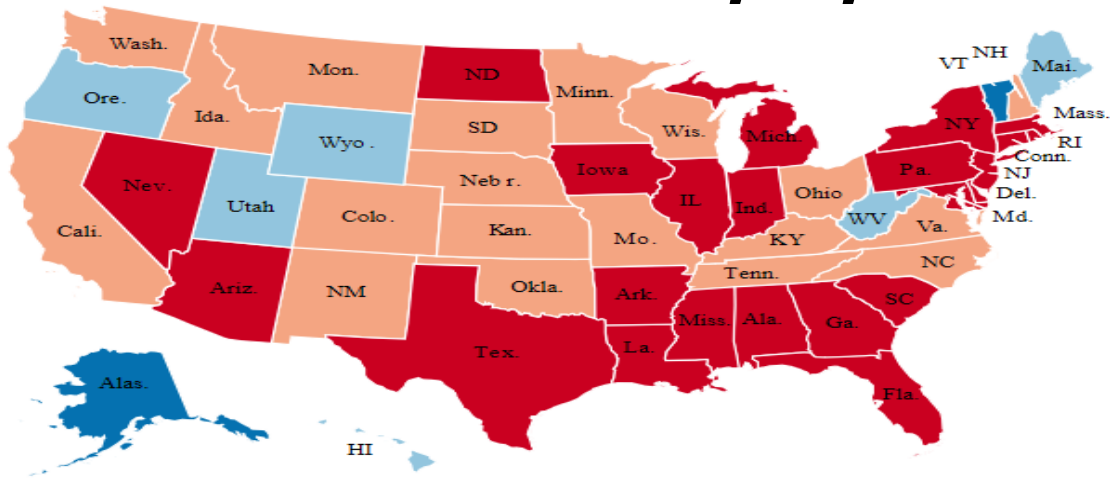 Wash.
Mon.
ND
Minn.
VT
NH
Mai.
Ore.
Ida.
Wyo .
SD
Wis.
Mich.
NY
Mass.
RI
Conn.
NJ
Del.
Md.
Nev.
Utah
Colo .
Neb r.
Iowa
IL
Ind.
Ohio
Pa.
WV
Va.
Cali.
Kan.
Mo .
KY
NC
Ariz.
NM
Okla.
Ark.
Tenn.
SC
Tex.
La.
Miss.
Ala.
Ga.
Fla.
Alas.
HI